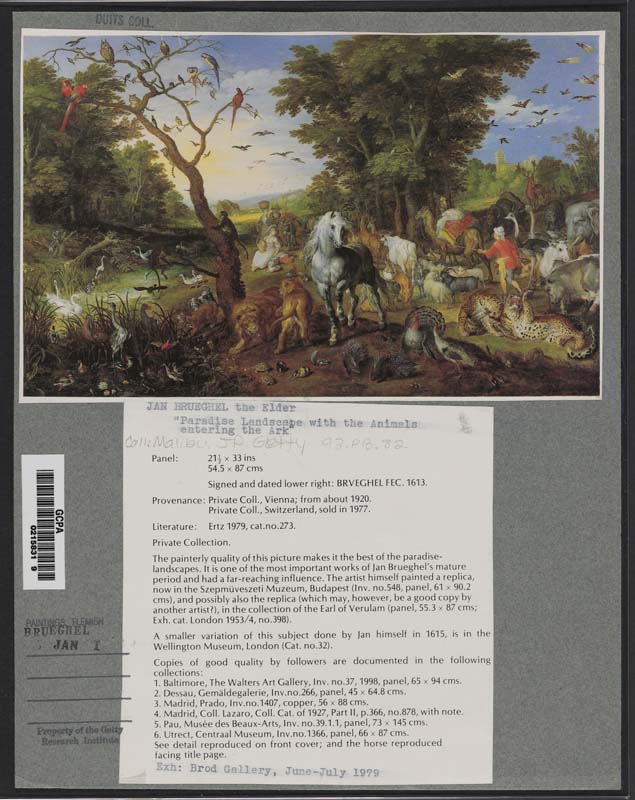 DUITS COLL.
JAN BRUEGHEL the Elder
"Paradise Landscape with the Animals
entering the Ark"
Coll: Malibu, J.P. Getty 92.PB.82
Panel: 21½ × 33 ins
54.5 × 87 cms
Signed and dated lower right: BRVEGHEL FEC. 1613.
Provenance: Private Coll., Vienna; from about 1920.
Private Coll., Switzerland, sold in 1977.
Literature: Ertz 1979, cat.no.273.
Private Collection.
The painterly quality of this picture makes it the best of the paradise-
landscapes. It is one of the most important works of Jan Brueghel's mature
period and had a far-reaching influence. The artist himself painted a replica,
now in the Szepmüveszeti Muzeum, Budapest (Inv. no.548, panel, 61 × 90.2
cms), and possibly also the replica (which may, however, be a good copy by
another artist?), in the collection of the Earl of Verulam (panel, 55.3 × 87 cms;
Exh. cat. London 1953/4, no.398).
A smaller variation of this subject done by Jan himself in 1615, is in the
Wellington Museum, London (Cat. no.32).
Copies of good quality by followers are documented in the following
collections:
1. Baltimore, The Walters Art Gallery, Inv. no.37, 1998, panel, 65 × 94 cms.
2. Dessau, Gemäldegalerie, Inv.no.266, panel, 45 × 64.8 cms.
3. Madrid, Prado, Inv.no.1407, copper, 56 × 88 cms.
4. Madrid, Coll. Lazaro, Coll. Cat. of 1927, Part II, p.366, no.878, with note.
5. Pau, Musée des Beaux-Arts, Inv. no.39.1.1, panel, 73 × 145 cms.
6. Utrect, Centraal Museum, Inv.no.1366, panel, 66 × 87 cms.
See detail reproduced on front cover; and the horse reproduced
facing title page.
Exh: Brod Gallery, June-July 1979
GCPA
0215831 9
PAINTINGS, FLEMISH
BRUEGHEL
JAN I
Property of the Getty
Research Institute